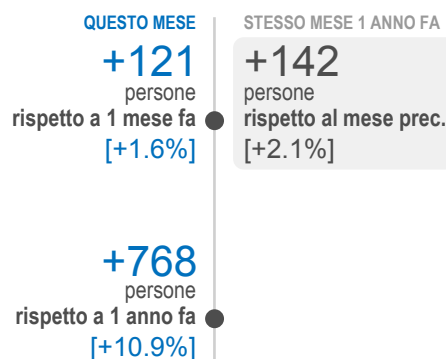 QUESTO MESE
+121
persone
rispetto a 1 mese fa
[+1.6%]
STESSO MESE 1 ANNO FA
+142
persone
rispetto al mese prec.
[+2.1%]
+768
persone
rispetto a 1 anno fa
[+10.9%]